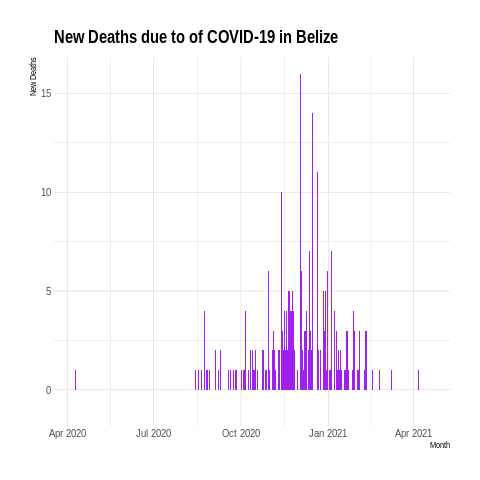 New Deaths due to of COVID-19 in Belize
New Deaths
15
10
5
0
Apr 2020 Jul 2020 Oct 2020 Jan 2021 Apr 2021
Month